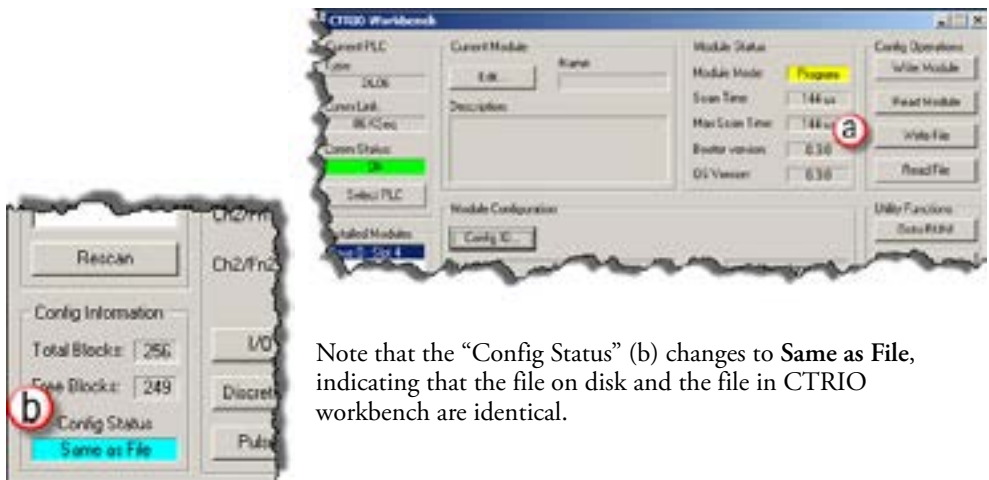 CTRIO Workbench
Current PLC
Type
DL06
Comm Link
Comm Status
OK
Select PLC
Installed Modules
Current Module
Edit...
Name
Description
Module Configuration
Config IO...
Module Status
Module Mode: Program
Scan Time: 144 us
Max Scan Time: 144 us
Booter version:
OS Version:
a
Config Operations
Write Module
Read Module
Write File
Read File
Utility Functions
Rescan
Config Information
Total Blocks: 256
Free Blocks: 249
b
Config Status
Same as File
Ch2/Fn
Ch2/Fn2
I/O
Discret
Puls
Note that the “Config Status” (b) changes to Same as File,
indicating that the file on disk and the file in CTRIO
workbench are identical.